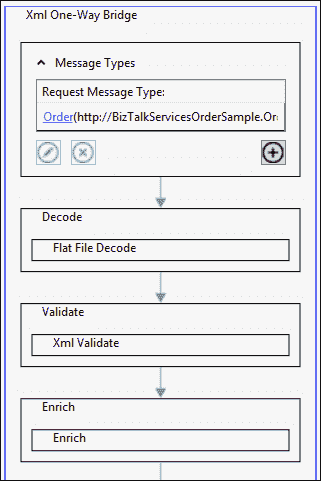 Xml One-Way Bridge
Message Types
Request Message Type:
Order(http://BizTalkServicesOrderSample.Or
Decode
Flat File Decode
Validate
Xml Validate
Enrich
Enrich